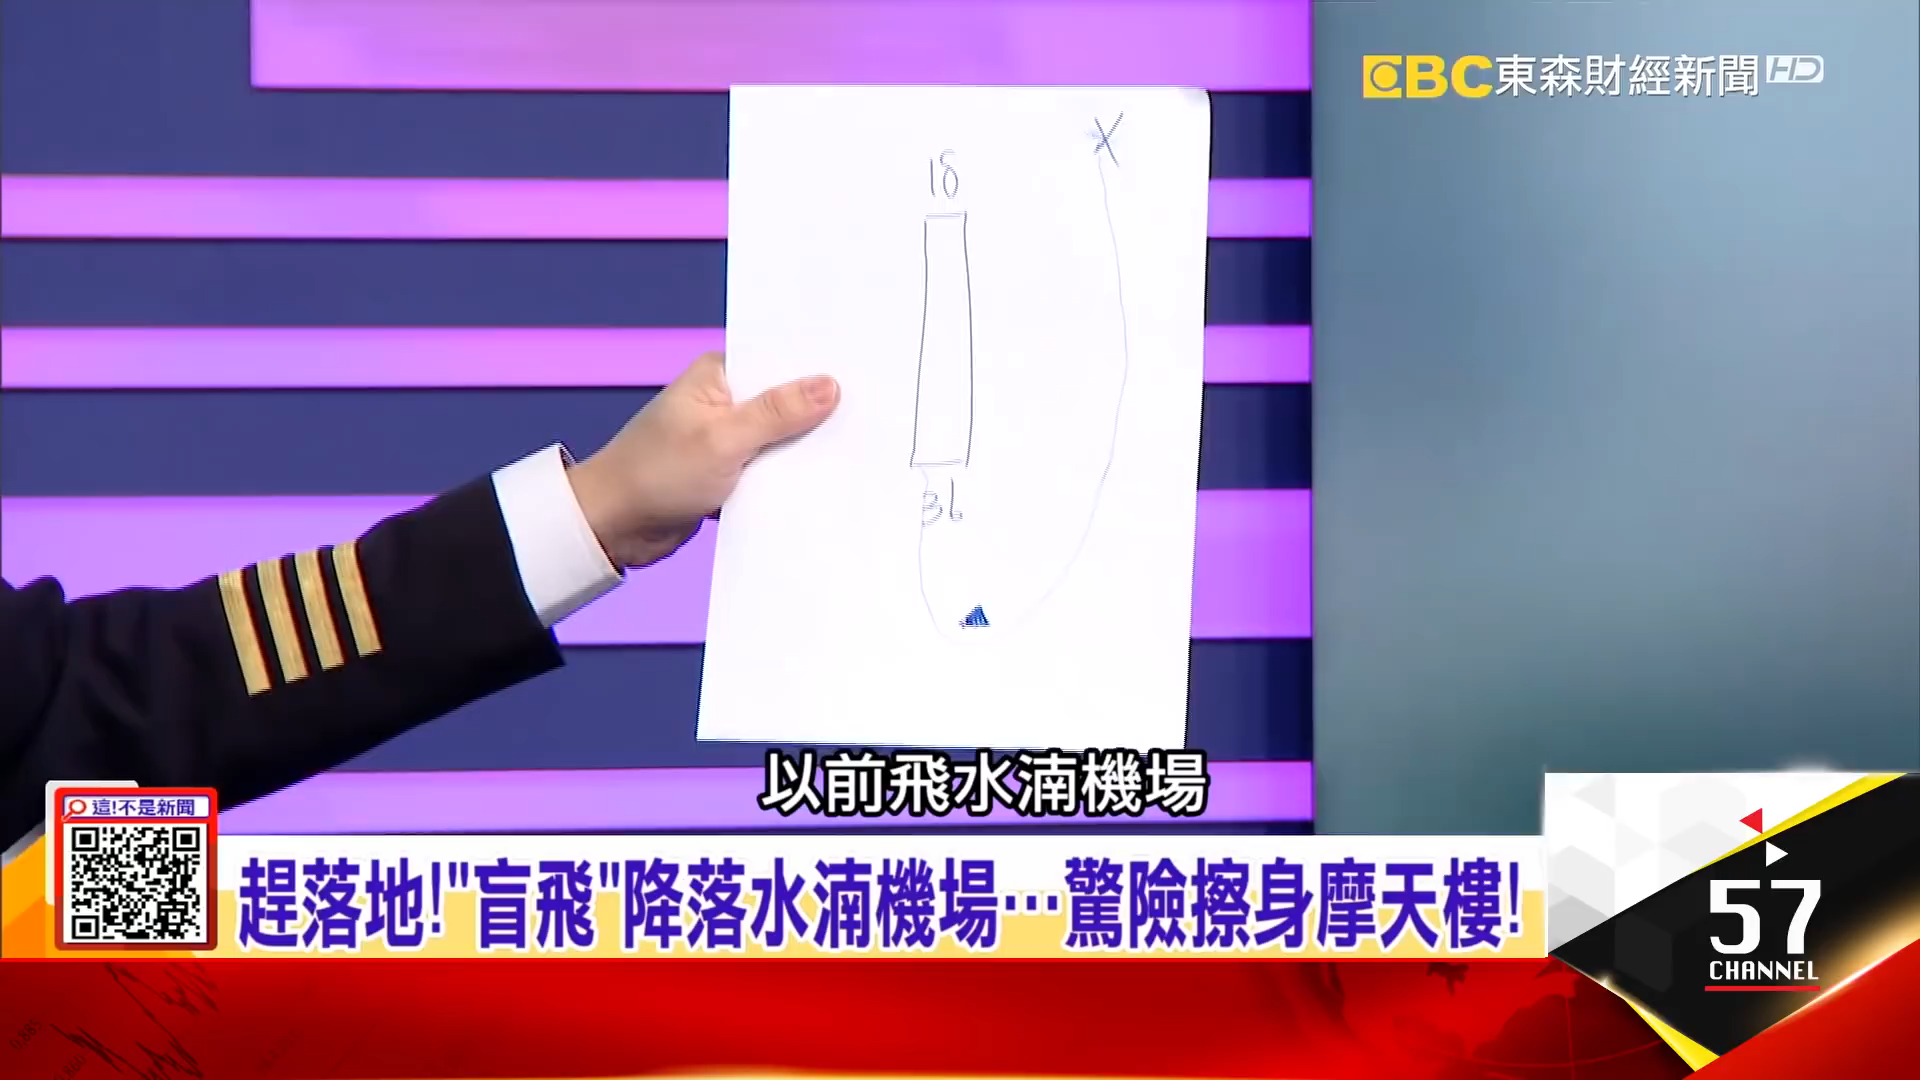 EBC東森財經新聞HD
X
18
36
以前飛水湳機場
這!不是新聞
趕落地!"盲飛"降落水湳機場…驚險擦身摩天樓!
57
CHANNEL